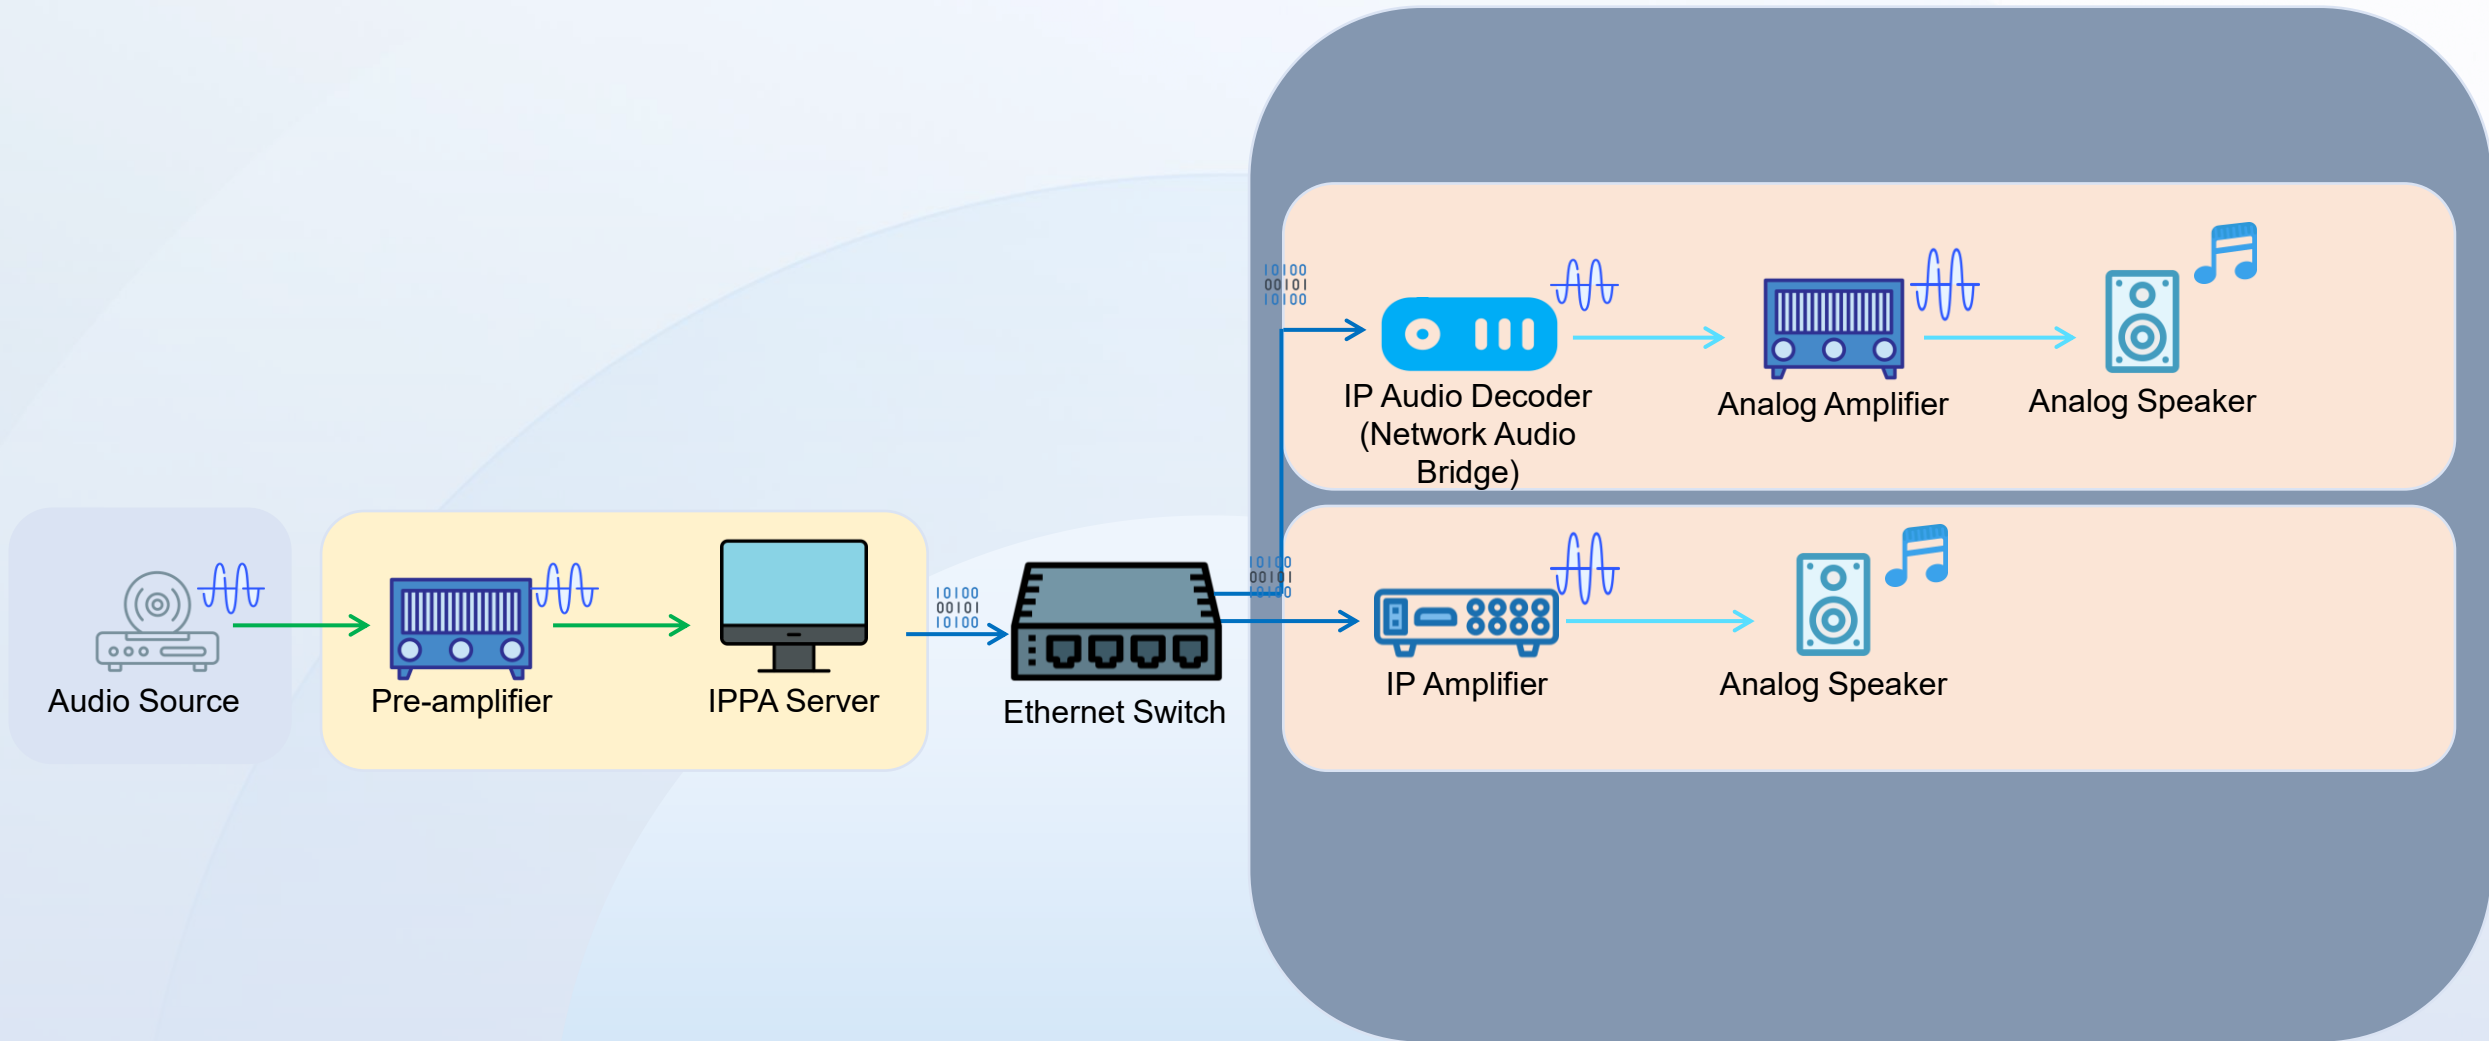 10100
00101
10100
IP Audio Decoder
(Network Audio
Bridge)
Analog Amplifier
Analog Speaker
Audio Source
Pre-amplifier
IPPA Server
10100
00101
10100
Ethernet Switch
10100
00101
10100
IP Amplifier
Analog Speaker